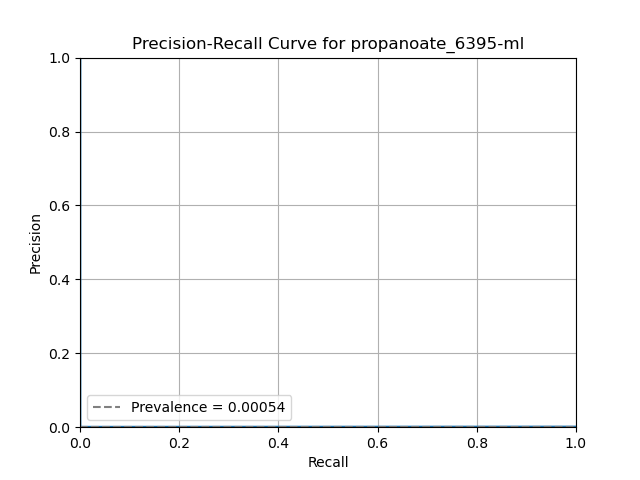 Precision-Recall Curve for propanoate_6395-ml
1.0
0.8
0.6
0.4
0.2
0.0
Precision
Prevalence = 0.00054
0.0 0.2 0.4 0.6 0.8 1.0
Recall